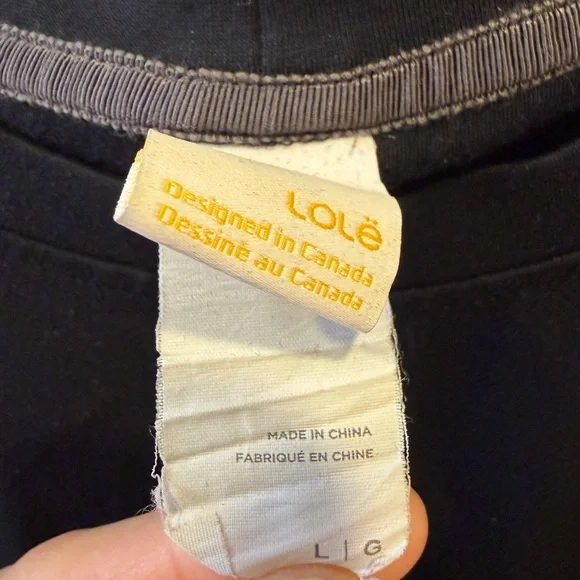 LOLË
Designed in Canada
Dessiné au Canada
MADE IN CHINA
FABRIQUÉ EN CHINE
L | G